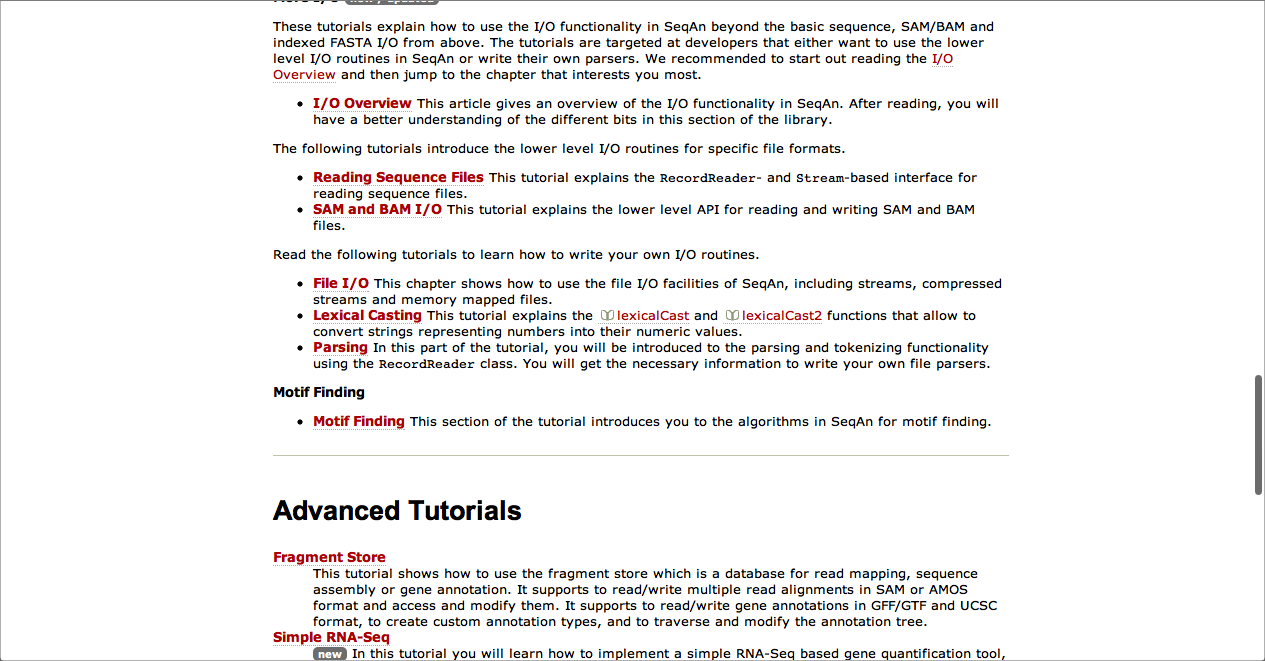 These tutorials explain how to use the I/O functionality in SeqAn beyond the basic sequence, SAM/BAM and
indexed FASTA I/O from above. The tutorials are targeted at developers that either want to use the lower
level I/O routines in SeqAn or write their own parsers. We recommended to start out reading the I/O
Overview and then jump to the chapter that interests you most.
• I/O Overview This article gives an overview of the I/O functionality in SeqAn. After reading, you will
have a better understanding of the different bits in this section of the library.
The following tutorials introduce the lower level I/O routines for specific file formats.
• Reading Sequence Files This tutorial explains the RecordReader- and Stream-based interface for
reading sequence files.
• SAM and BAM I/O This tutorial explains the lower level API for reading and writing SAM and BAM
files.
Read the following tutorials to learn how to write your own I/O routines.
• File I/O This chapter shows how to use the file I/O facilities of SeqAn, including streams, compressed
streams and memory mapped files.
• Lexical Casting This tutorial explains the lexicalCast and lexicalCast2 functions that allow to
convert strings representing numbers into their numeric values.
• Parsing In this part of the tutorial, you will be introduced to the parsing and tokenizing functionality
using the RecordReader class. You will get the necessary information to write your own file parsers.
Motif Finding
• Motif Finding This section of the tutorial introduces you to the algorithms in SeqAn for motif finding.
Advanced Tutorials
Fragment Store
This tutorial shows how to use the fragment store which is a database for read mapping, sequence
assembly or gene annotation. It supports to read/write multiple read alignments in SAM or AMOS
format and access and modify them. It supports to read/write gene annotations in GFF/GTF and UCSC
format, to create custom annotation types, and to traverse and modify the annotation tree.
Simple RNA-Seq
new In this tutorial you will learn how to implement a simple RNA-Seq based gene quantification tool,